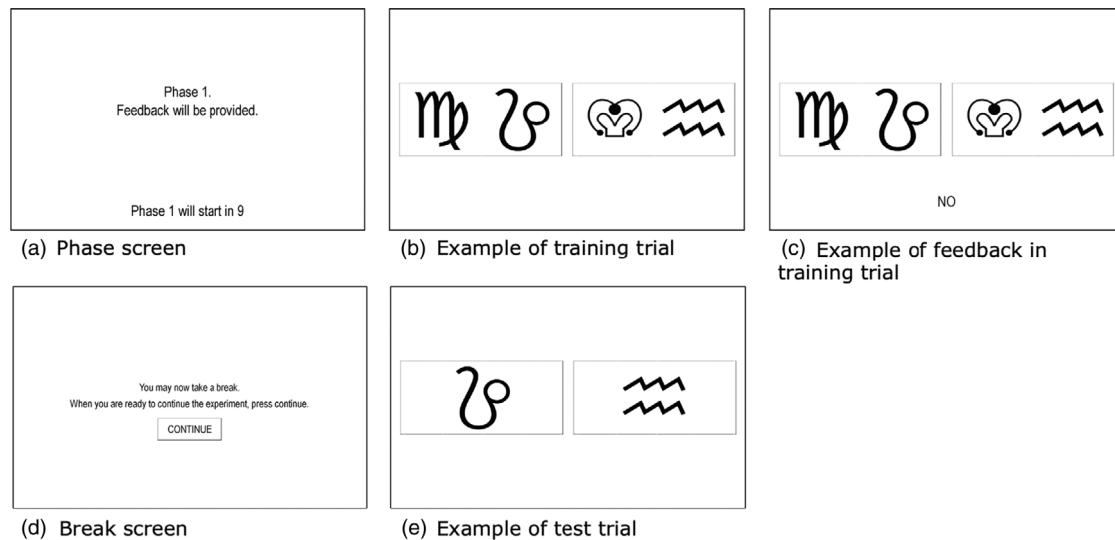 Phase 1.
Feedback will be provided.
Phase 1 will start in 9
(a) Phase screen
(b) Example of training trial
NO
(c) Example of feedback in
training trial
You may now take a break.
When you are ready to continue the experiment, press continue.
CONTINUE
(d) Break screen
(e) Example of test trial